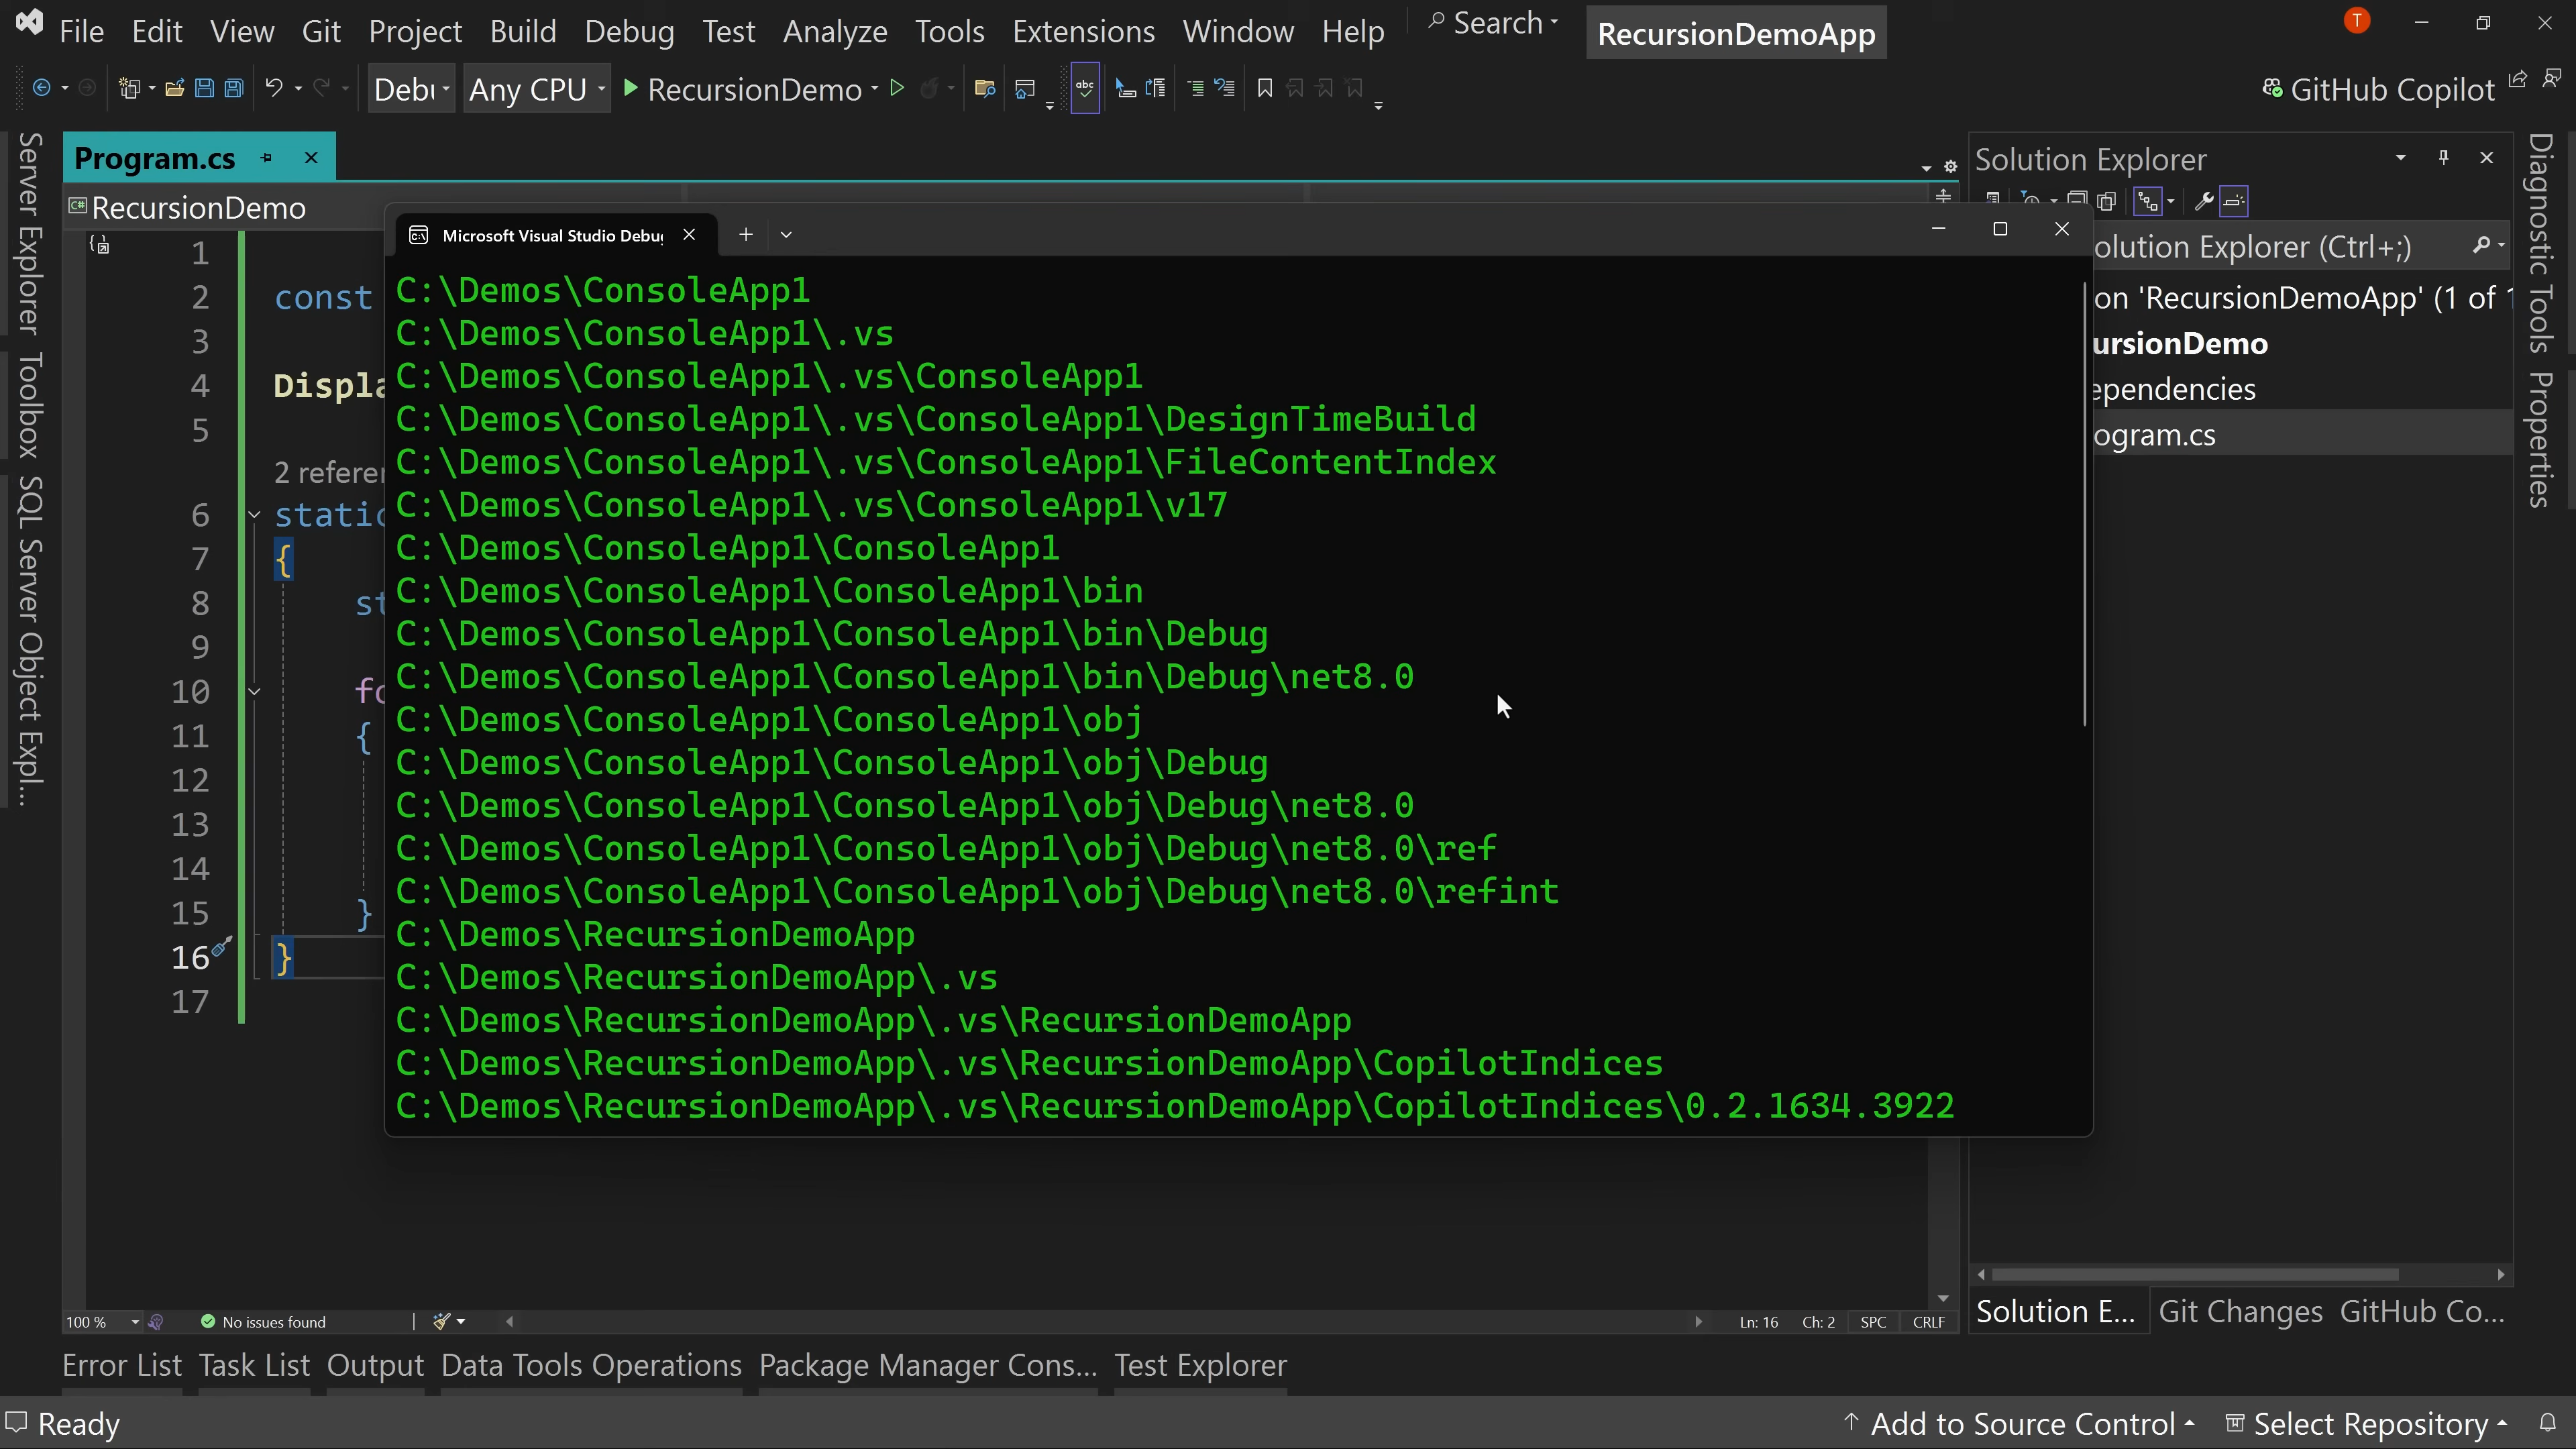 File Edit View Git Project Build Debug Test Analyze Tools Extensions Window Help Search RecursionDemoApp T
Any CPU RecursionDemo abc GitHub Copilot
Server Explorer
Toolbox
SQL Server Object Expl...
Program.cs
C# RecursionDemo
1
2 const
3
4 Displa
5
2 refere
6 static
7 {
8 st
9
10 fo
11 {
12
13
14
15 }
16 }
17
Microsoft Visual Studio Debu
C:\Demos\ConsoleApp1
C:\Demos\ConsoleApp1\.vs
C:\Demos\ConsoleApp1\.vs\ConsoleApp1
C:\Demos\ConsoleApp1\.vs\ConsoleApp1\DesignTimeBuild
C:\Demos\ConsoleApp1\.vs\ConsoleApp1\FileContentIndex
C:\Demos\ConsoleApp1\.vs\ConsoleApp1\v17
C:\Demos\ConsoleApp1\ConsoleApp1
C:\Demos\ConsoleApp1\ConsoleApp1\bin
C:\Demos\ConsoleApp1\ConsoleApp1\bin\Debug
C:\Demos\ConsoleApp1\ConsoleApp1\bin\Debug\net8.0
C:\Demos\ConsoleApp1\ConsoleApp1\obj
C:\Demos\ConsoleApp1\ConsoleApp1\obj\Debug
C:\Demos\ConsoleApp1\ConsoleApp1\obj\Debug\net8.0
C:\Demos\ConsoleApp1\ConsoleApp1\obj\Debug\net8.0\ref
C:\Demos\ConsoleApp1\ConsoleApp1\obj\Debug\net8.0\refint
C:\Demos\RecursionDemoApp
C:\Demos\RecursionDemoApp\.vs
C:\Demos\RecursionDemoApp\.vs\RecursionDemoApp
C:\Demos\RecursionDemoApp\.vs\RecursionDemoApp\CopilotIndices
C:\Demos\RecursionDemoApp\.vs\RecursionDemoApp\CopilotIndices\0.2.1634.3922
Solution Explorer
olution Explorer (Ctrl+;)
on 'RecursionDemoApp' (1 of
ursionDemo
ependencies
ogram.cs
Diagnostic Tools
Properties
100 % No issues found Ln: 16 Ch: 2 SPC CRLF
Solution E... Git Changes GitHub Co...
Error List Task List Output Data Tools Operations Package Manager Cons... Test Explorer
Ready Add to Source Control Select Repository